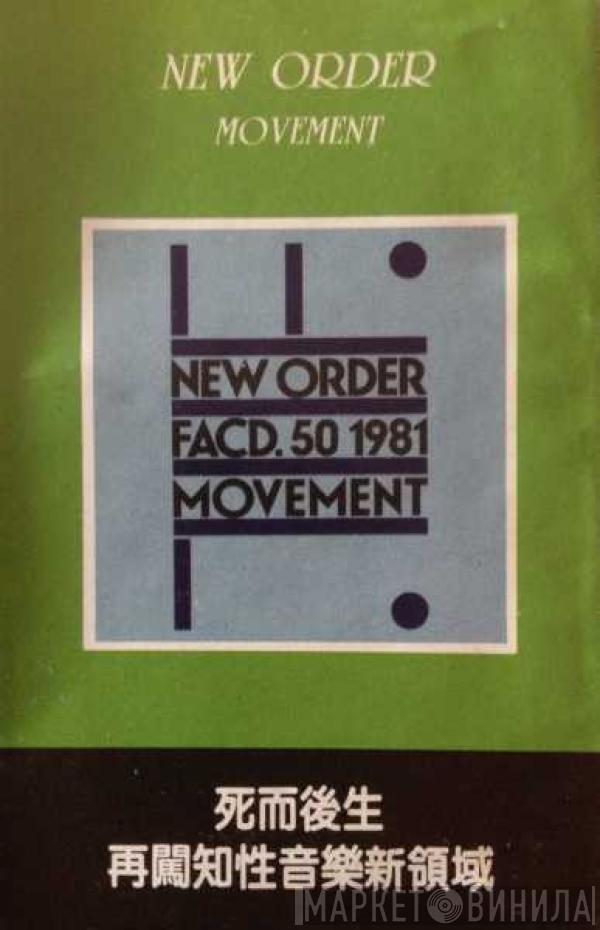 NEW ORDER
MOVEMENT
NEW ORDER
FACD. 50 1981
MOVEMENT
死而後生
再闖知性音樂新領域
МАРКЕТ ВИНИЛА